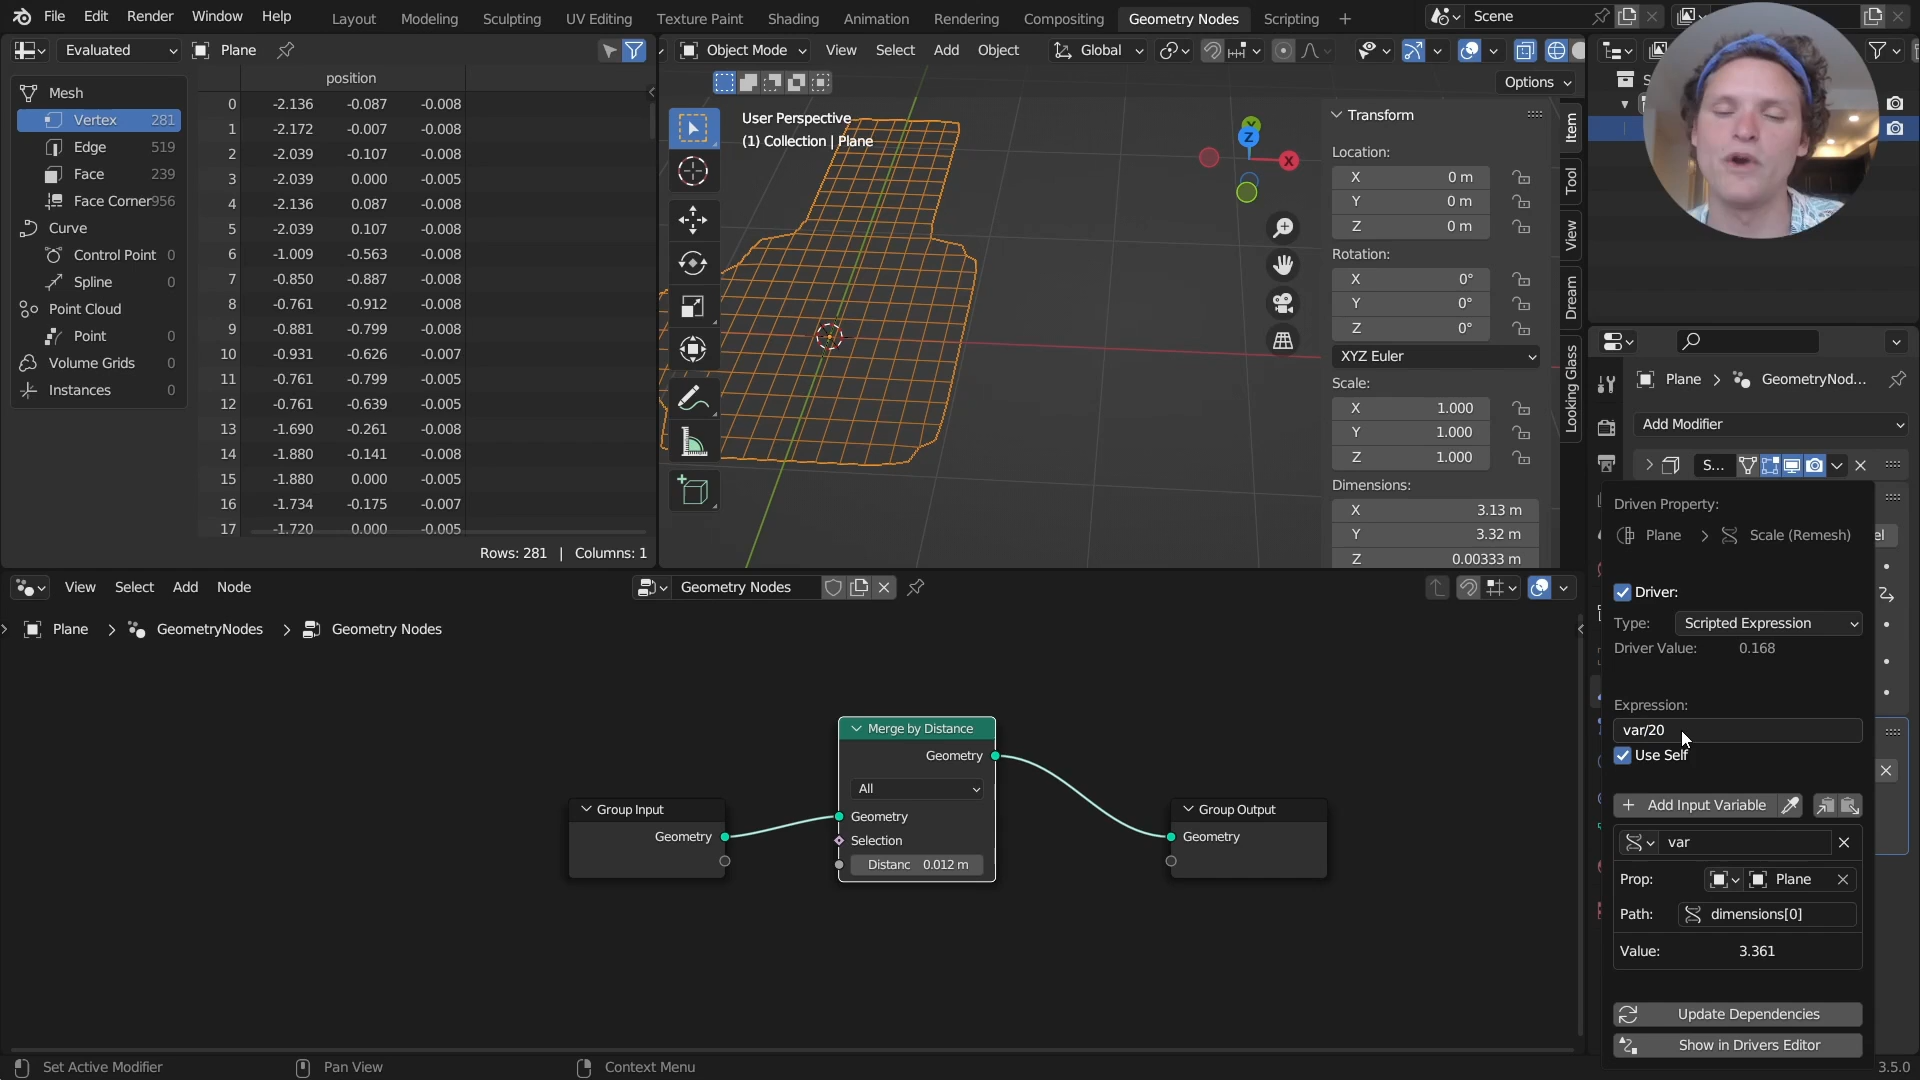 File Edit Render Window Help Layout Modeling Sculpting UV Editing Texture Paint Shading Animation Rendering Compositing Geometry Nodes Scripting + Scene
Evaluated Plane
Object Mode View Select Add Object Global
Options
position
Mesh
Vertex 281
Edge 519
Face 239
Face Corner 956
Curve
Control Point 0
Spline 0
Point Cloud
Point 0
Volume Grids 0
Instances 0
0 -2.136 -0.087 -0.008
1 -2.172 -0.007 -0.008
2 -2.039 -0.107 -0.008
3 -2.039 0.000 -0.005
4 -2.136 0.087 -0.008
5 -2.039 0.107 -0.008
6 -1.009 -0.563 -0.008
7 -0.850 -0.887 -0.008
8 -0.761 -0.912 -0.008
9 -0.881 -0.799 -0.008
10 -0.931 -0.626 -0.007
11 -0.761 -0.799 -0.005
12 -0.761 -0.639 -0.005
13 -1.690 -0.261 -0.008
14 -1.880 -0.141 -0.008
15 -1.880 0.000 -0.005
16 -1.734 -0.175 -0.007
17 -1.720 0.000 -0.005
Rows: 281 | Columns: 1
User Perspective
(1) Collection | Plane
Z
X
Transform
Location:
X 0 m
Y 0 m
Z 0 m
Rotation:
X 0°
Y 0°
Z 0°
XYZ Euler
Scale:
X 1.000
Y 1.000
Z 1.000
Dimensions:
X 3.13 m
Y 3.32 m
Z 0.00333 m
Item
Tool
View
Dream
Looking Glass
Plane > GeometryNod...
Add Modifier
S...
Driven Property:
Plane > Scale (Remesh)
Driver:
Type: Scripted Expression
Driver Value: 0.168
Expression:
var/20
Use Self
+ Add Input Variable
var
Prop: Plane
Path: dimensions[0]
Value: 3.361
Update Dependencies
Show in Drivers Editor
View Select Add Node
Geometry Nodes
Plane > GeometryNodes > Geometry Nodes
Group Input
Geometry
Merge by Distance
Geometry
All
Geometry
Selection
Distanc 0.012 m
Group Output
Geometry
Set Active Modifier Pan View Context Menu 3.5.0